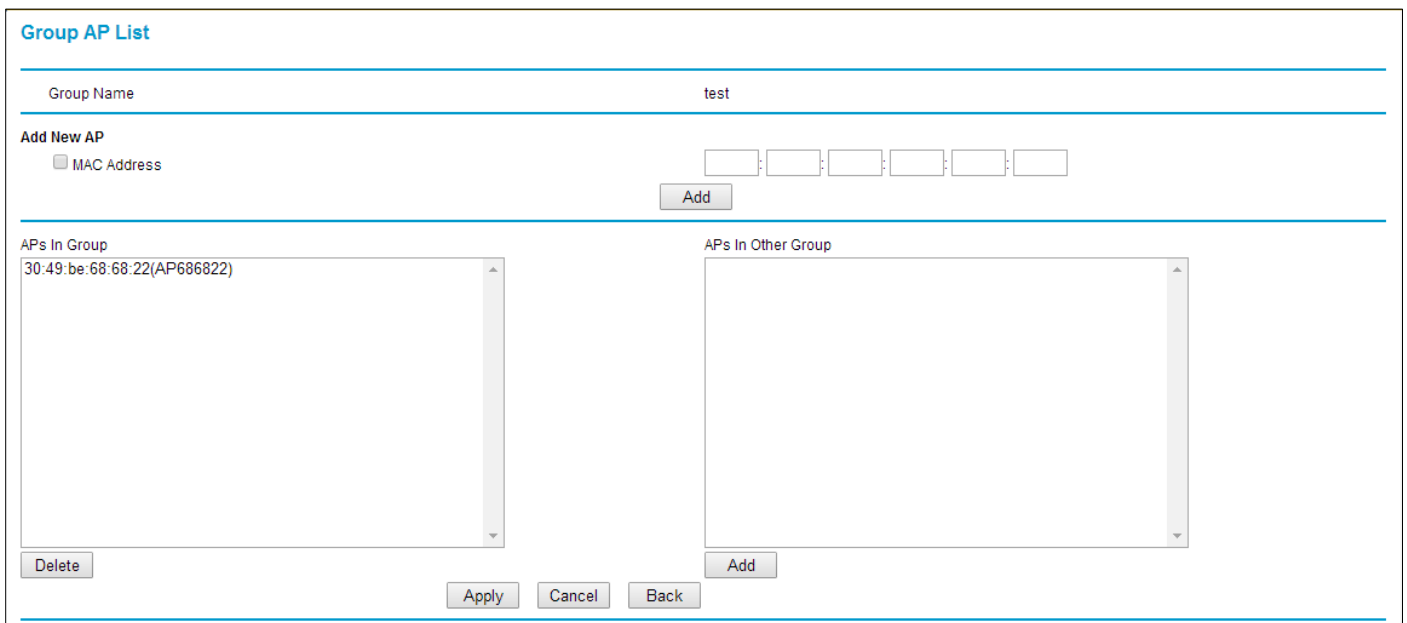 Group AP List
Group Name test
Add New AP
MAC Address : : : : :
Add
APs In Group APs In Other Group
30:49:be:68:68:22(AP686822)
Delete Add
Apply Cancel Back